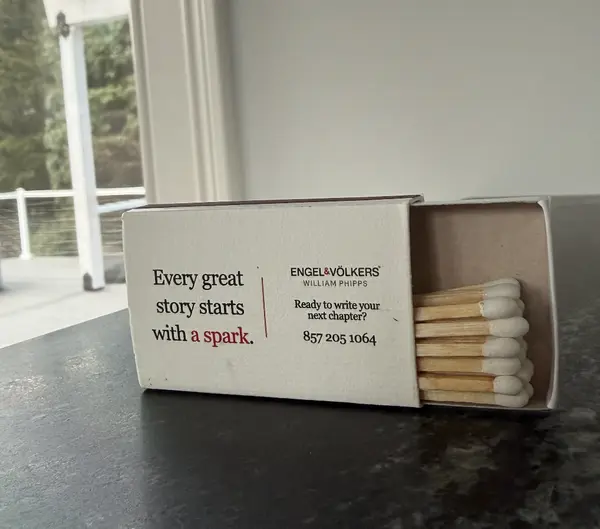 Every great
story starts
with a spark.
ENGEL&VÖLKERS
WILLIAM PHIPPS
Ready to write your
next chapter?
857 205 1064